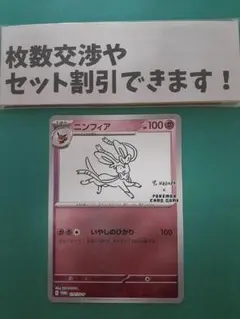 枚数交渉や
セット割引できます!
ニンフィア
HP100
YU NAGABA
×
POKÉMON
CARD GAME
いやしのひかり 100